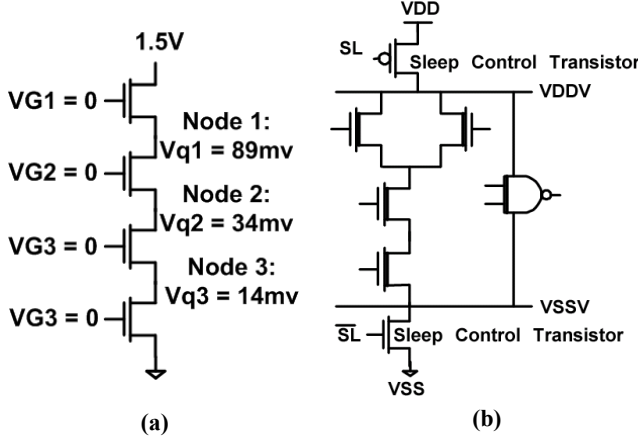 1.5V
VG1 = 0
Node 1:
Vq1 = 89mv
VG2 = 0
Node 2:
Vq2 = 34mv
VG3 = 0
Node 3:
Vq3 = 14mv
VG3 = 0
(a)
VDD
SL
Sleep Control Transistor
VDDV
VSSV
SL
Sleep Control Transistor
VSS
(b)